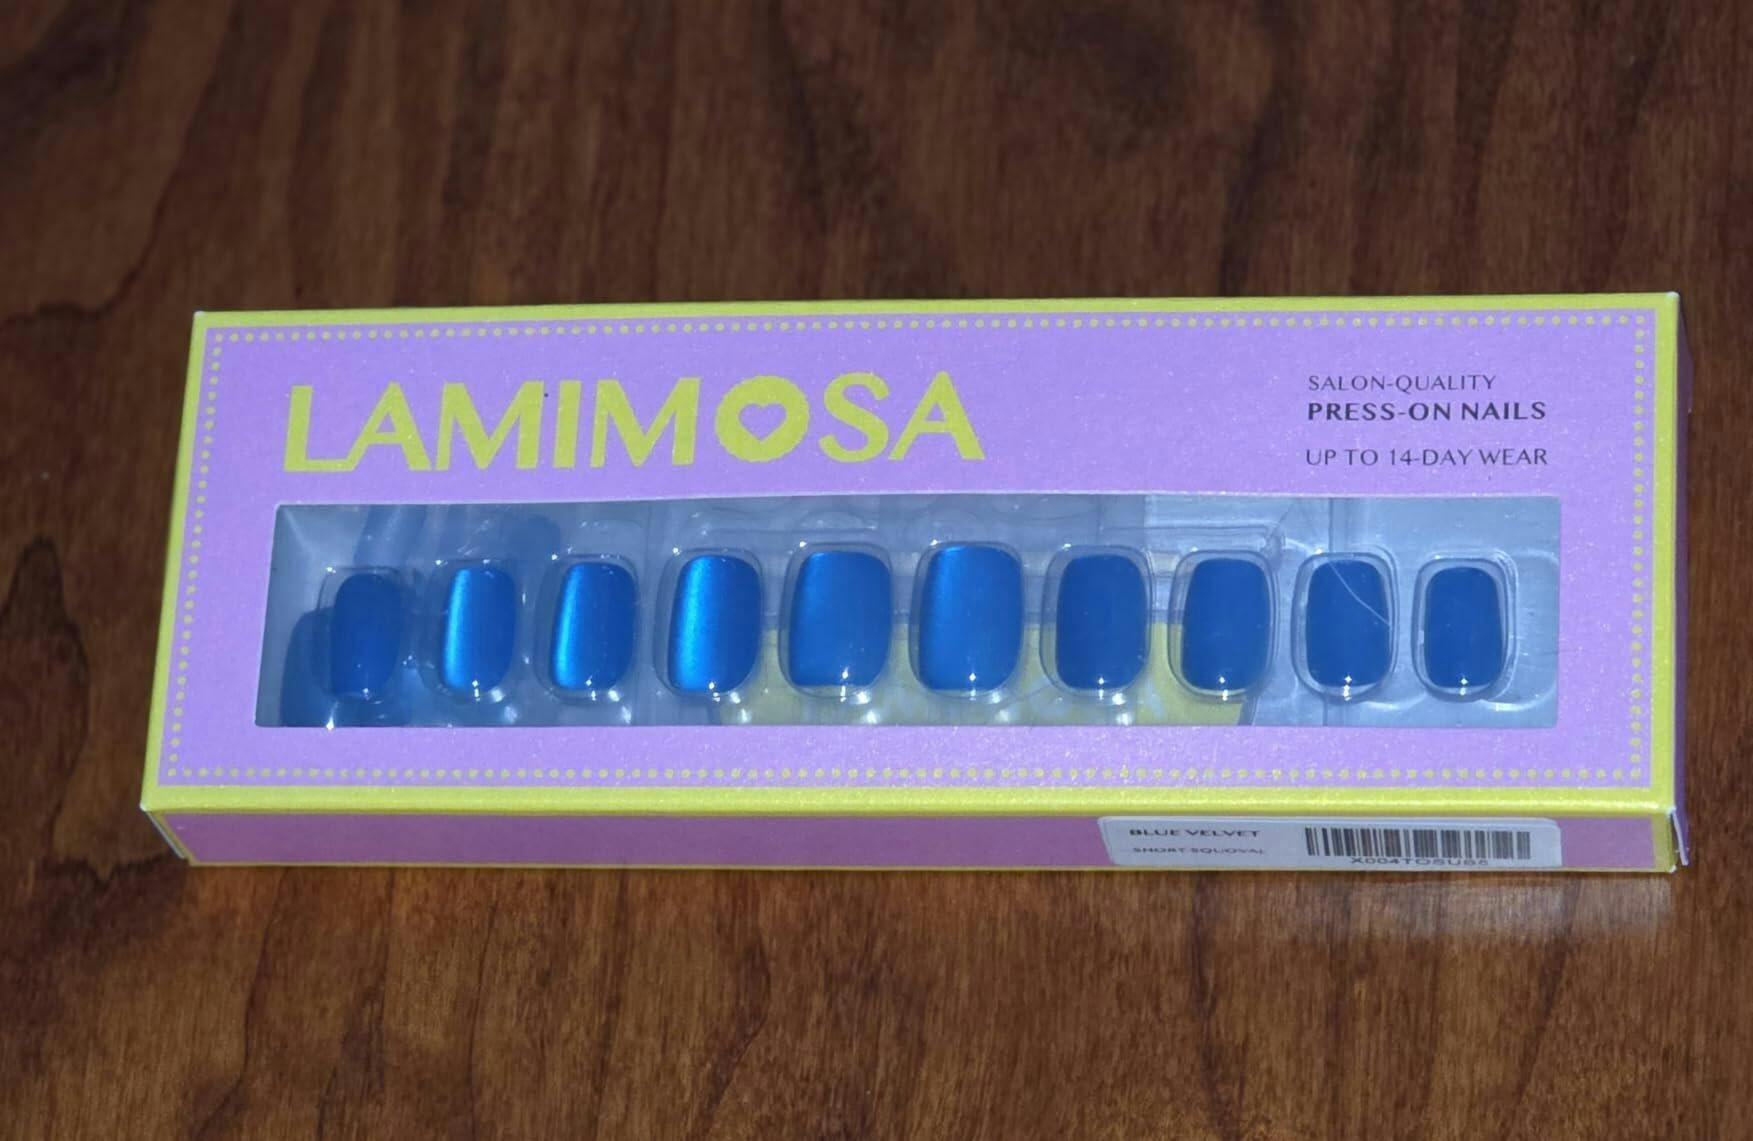 LAMIMOSA
SALON-QUALITY
PRESS-ON NAILS
UP TO 14-DAY WEAR
BLUE VELVET
SHORT SQUOVAL